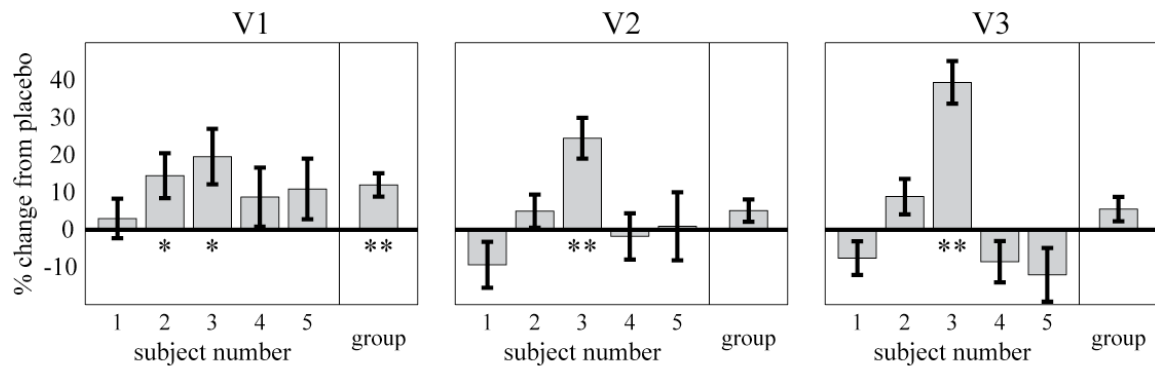 V1 V2 V3
% change from placebo
40
30
20
10
0
-10
* * **
**
**
1 2 3 4 5 group
1 2 3 4 5 group
1 2 3 4 5 group
subject number
subject number
subject number